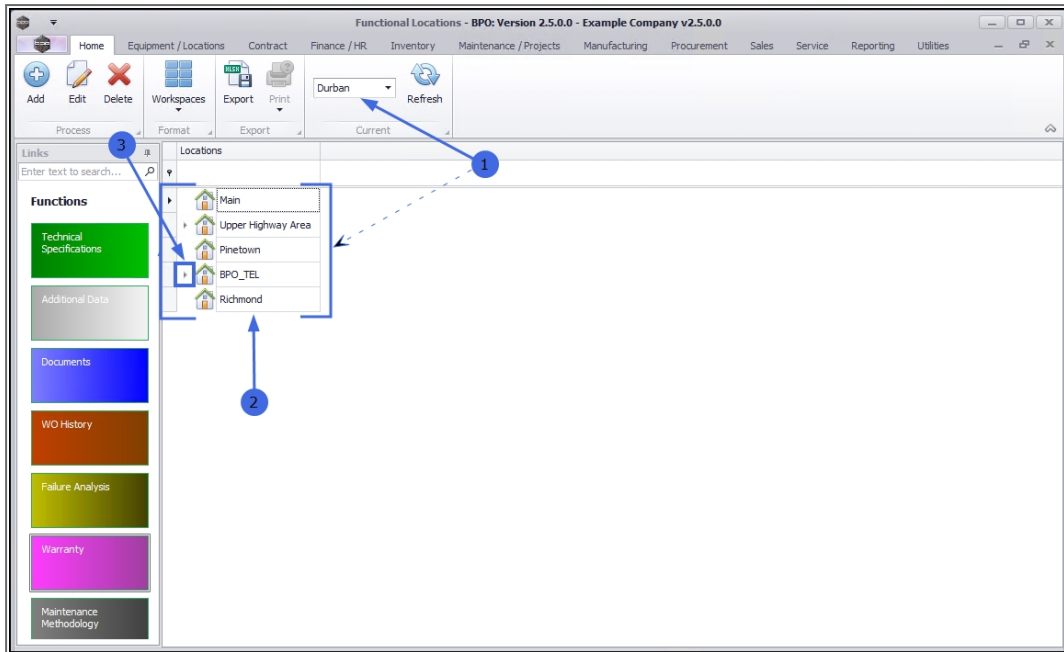 Functional Locations - BPO: Version 2.5.0.0 - Example Company v2.5.0.0
Home Equipment / Locations Contract Finance / HR Inventory Maintenance / Projects Manufacturing Procurement Sales Service Reporting Utilities
XLSX
Durban
Add Edit Delete Workspaces Export Print Refresh
Process Format Export Current
3
1
Links
Locations
Enter text to search...
Functions
Main
Upper Highway Area
Pinetown
BPO_TEL
Richmond
2
Technical
Specifications
Additional Data
Documents
WO History
Failure Analysis
Warranty
Maintenance
Methodology